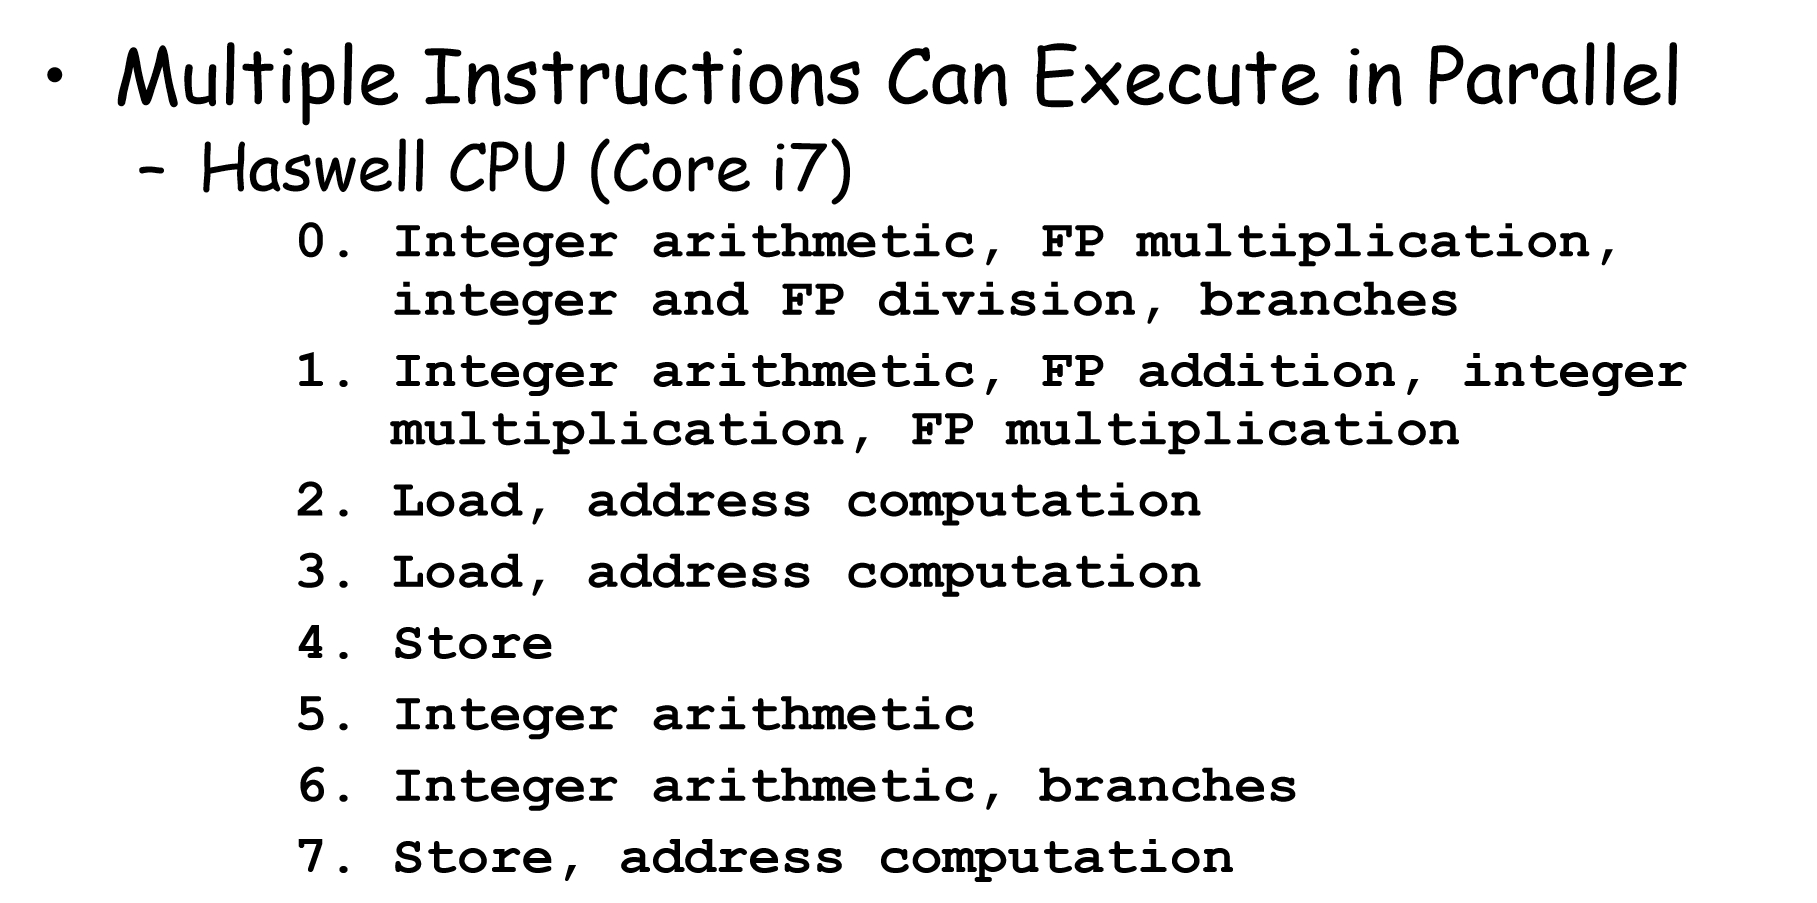 • Multiple Instructions Can Execute in Parallel
– Haswell CPU (Core i7)
0. Integer arithmetic, FP multiplication,
integer and FP division, branches
1. Integer arithmetic, FP addition, integer
multiplication, FP multiplication
2. Load, address computation
3. Load, address computation
4. Store
5. Integer arithmetic
6. Integer arithmetic, branches
7. Store, address computation